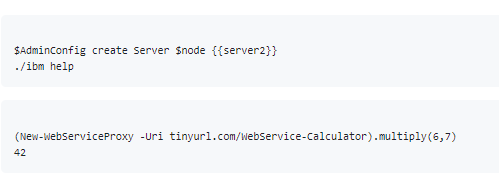 $AdminConfig create Server $node {{server2}}
./ibm help
(New-WebServiceProxy -Uri tinyurl.com/WebService-Calculator).multiply(6,7)
42